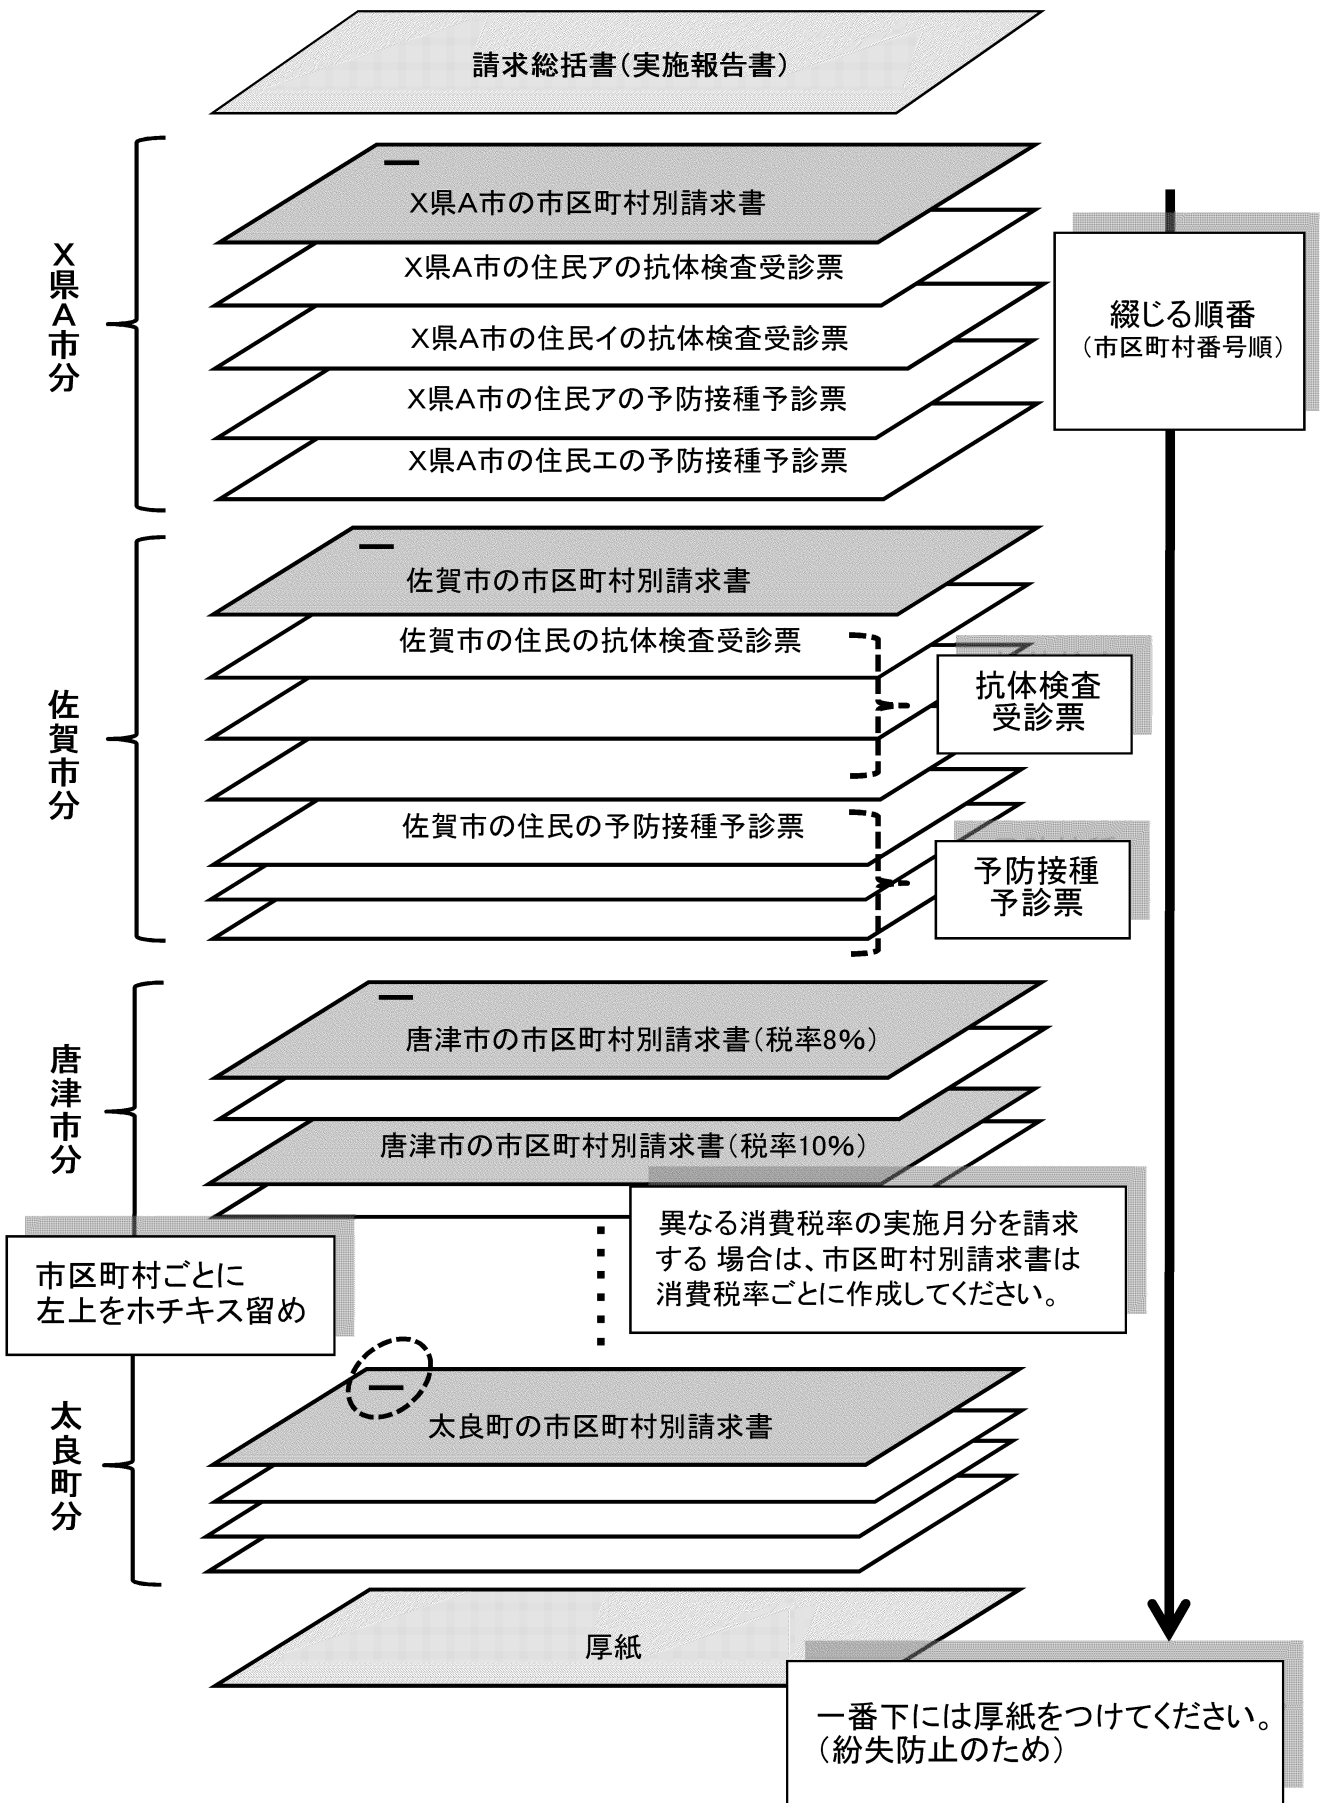 請求総括書(実施報告書)
X県A市分
X県A市の市区町村別請求書
X県A市の住民アの抗体検査受診票
X県A市の住民イの抗体検査受診票
X県A市の住民アの予防接種予診票
X県A市の住民エの予防接種予診票
綴じる順番
(市区町村番号順)
佐賀市分
佐賀市の市区町村別請求書
佐賀市の住民の抗体検査受診票
抗体検査
受診票
佐賀市の住民の予防接種予診票
予防接種
予診票
唐津市分
唐津市の市区町村別請求書(税率8%)
唐津市の市区町村別請求書(税率10%)
異なる消費税率の実施月分を請求
する 場合は、市区町村別請求書は
消費税率ごとに作成してください。
市区町村ごとに
左上をホチキス留め
太良町分
太良町の市区町村別請求書
厚紙
一番下には厚紙をつけてください。
(紛失防止のため)